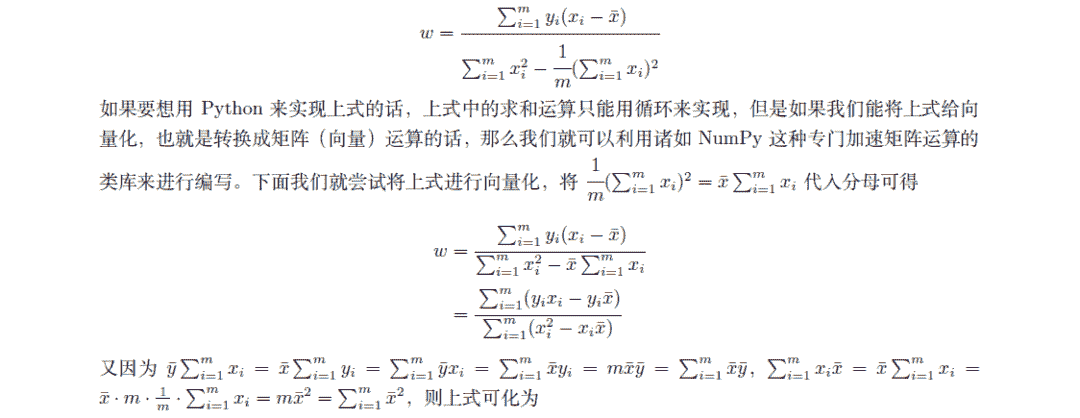 w = \frac{\sum_{i=1}^{m} y_i(x_i - \bar{x})}{\sum_{i=1}^{m} x_i^2 - \frac{1}{m}(\sum_{i=1}^{m} x_i)^2}
如果要想用 Python 来实现上式的话，上式中的求和运算只能用循环来实现，但是如果我们能将上式给向
量化，也就是转换成矩阵（向量）运算的话，那么我们就可以利用诸如 NumPy 这种专门加速矩阵运算的
类库来进行编写。下面我们就尝试将上式进行向量化，将 \frac{1}{m}(\sum_{i=1}^{m} x_i)^2 = \bar{x} \sum_{i=1}^{m} x_i 代入分母可得
w = \frac{\sum_{i=1}^{m} y_i(x_i - \bar{x})}{\sum_{i=1}^{m} x_i^2 - \bar{x} \sum_{i=1}^{m} x_i}
= \frac{\sum_{i=1}^{m} (y_i x_i - y_i \bar{x})}{\sum_{i=1}^{m} (x_i^2 - x_i \bar{x})}
又因为 \bar{y} \sum_{i=1}^{m} x_i = \bar{x} \sum_{i=1}^{m} y_i = \sum_{i=1}^{m} \bar{y} x_i = \sum_{i=1}^{m} \bar{x} y_i = m\bar{x}\bar{y} = \sum_{i=1}^{m} \bar{x}\bar{y}, \sum_{i=1}^{m} x_i \bar{x} = \bar{x} \sum_{i=1}^{m} x_i =
\bar{x} \cdot m \cdot \frac{1}{m} \cdot \sum_{i=1}^{m} x_i = m\bar{x}^2 = \sum_{i=1}^{m} \bar{x}^2，则上式可化为